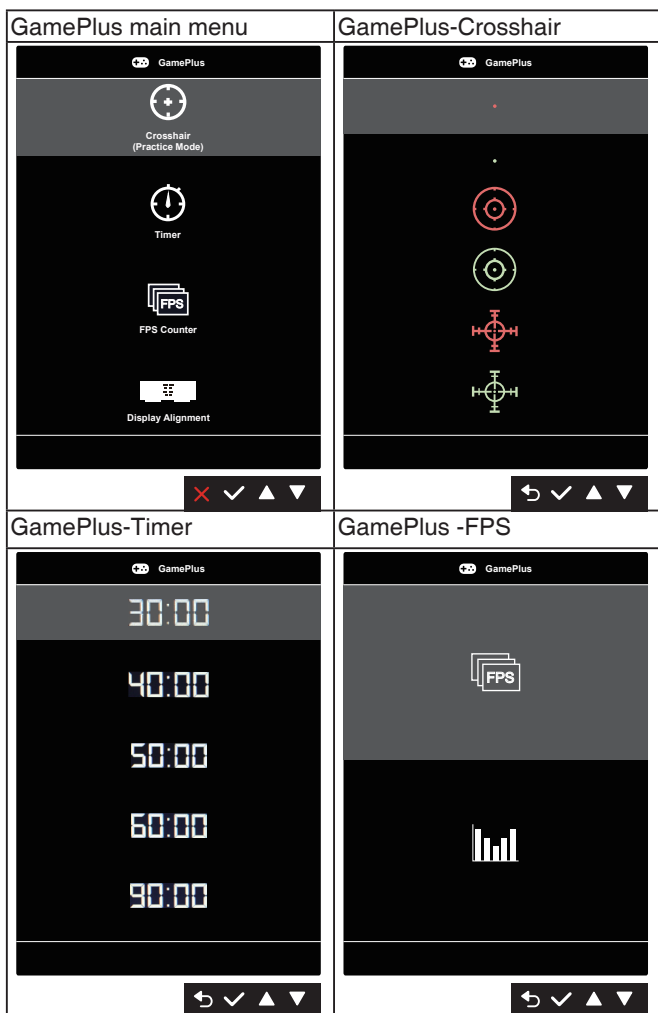 GamePlus main menu
GamePlus-Crosshair
GamePlus
Crosshair
(Practice Mode)
Timer
FPS
FPS Counter
Display Alignment
GamePlus
GamePlus-Timer
GamePlus -FPS
GamePlus
30:00
40:00
50:00
60:00
90:00
GamePlus
FPS